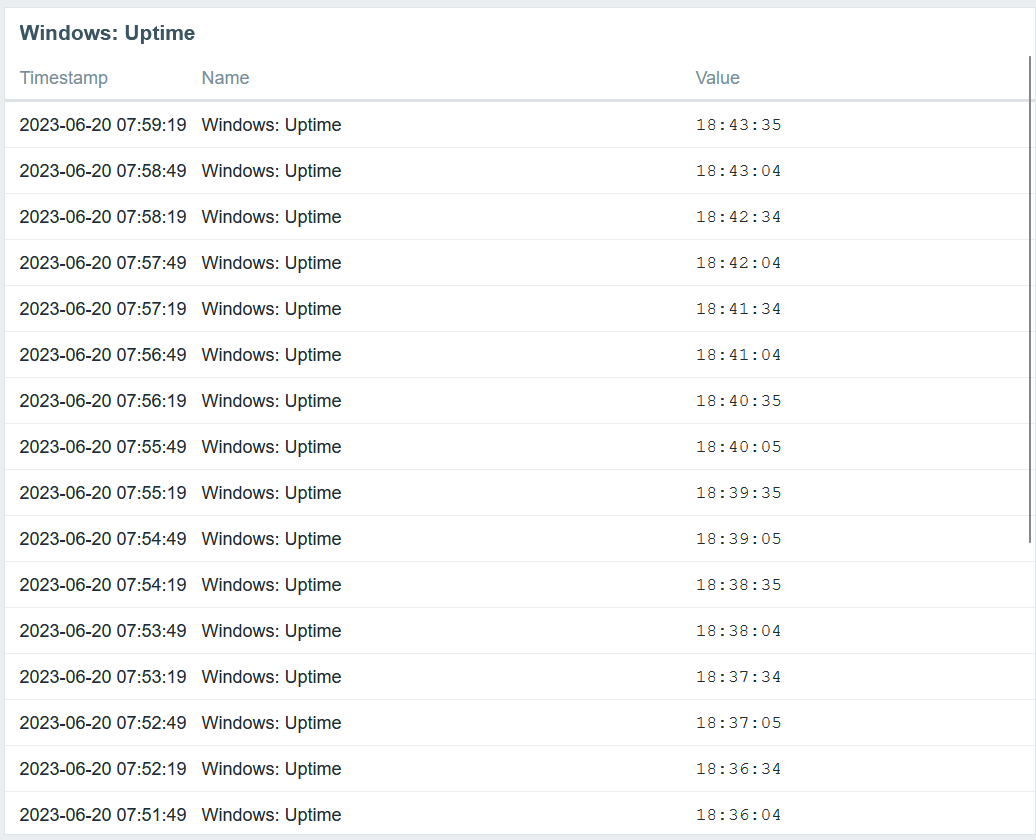 Windows: Uptime
Timestamp Name Value
2023-06-20 07:59:19 Windows: Uptime 18:43:35
2023-06-20 07:58:49 Windows: Uptime 18:43:04
2023-06-20 07:58:19 Windows: Uptime 18:42:34
2023-06-20 07:57:49 Windows: Uptime 18:42:04
2023-06-20 07:57:19 Windows: Uptime 18:41:34
2023-06-20 07:56:49 Windows: Uptime 18:41:04
2023-06-20 07:56:19 Windows: Uptime 18:40:35
2023-06-20 07:55:49 Windows: Uptime 18:40:05
2023-06-20 07:55:19 Windows: Uptime 18:39:35
2023-06-20 07:54:49 Windows: Uptime 18:39:05
2023-06-20 07:54:19 Windows: Uptime 18:38:35
2023-06-20 07:53:49 Windows: Uptime 18:38:04
2023-06-20 07:53:19 Windows: Uptime 18:37:34
2023-06-20 07:52:49 Windows: Uptime 18:37:05
2023-06-20 07:52:19 Windows: Uptime 18:36:34
2023-06-20 07:51:49 Windows: Uptime 18:36:04